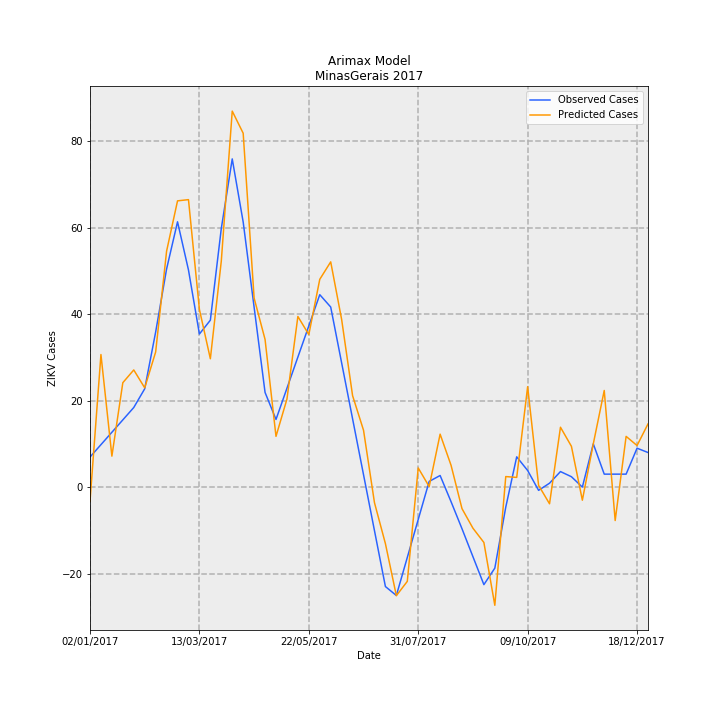 Arimax Model
MinasGerais 2017
Observed Cases
Predicted Cases
ZIKV Cases
80
60
40
20
0
−20
02/01/2017
13/03/2017
22/05/2017
31/07/2017
09/10/2017
18/12/2017
Date